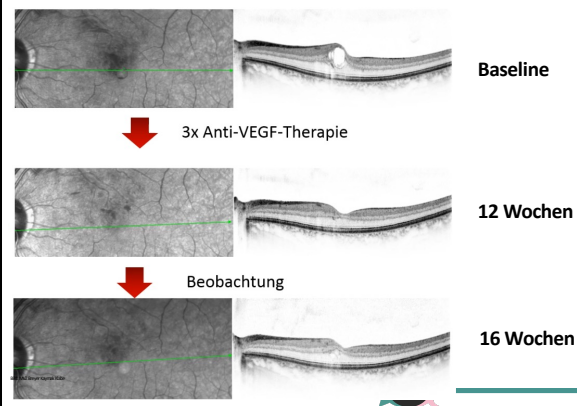 Baseline
3x Anti-VEGF-Therapie
12 Wochen
Beobachtung
16 Wochen